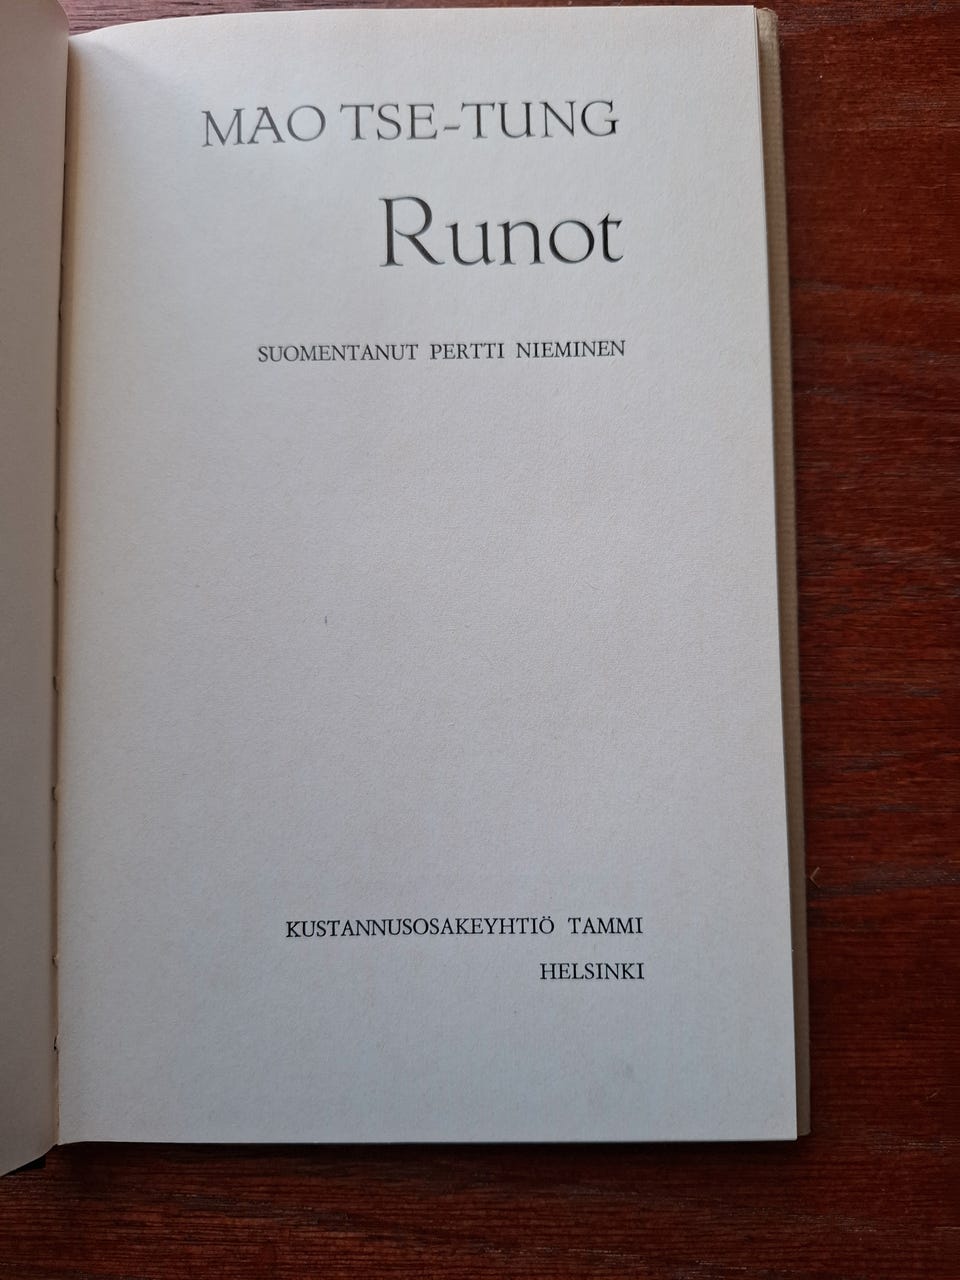 MAO TSE-TUNG
Runot
SUOMENTANUT PERTTI NIEMINEN
KUSTANNUSOSAKEYHTIÖ TAMMI
HELSINKI